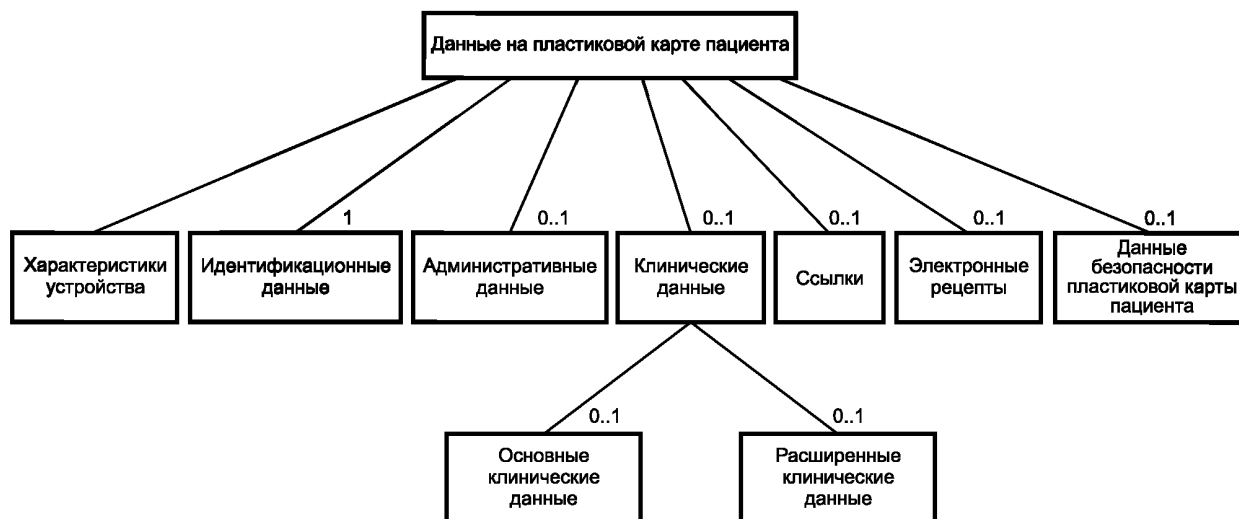 Данные на пластиковой карте пациента
1
0..1
0..1
0..1
0..1
0..1
Характеристики
устройства
Идентификационные
данные
Административные
данные
Клинические
данные
Ссылки
Электронные
рецепты
Данные
безопасности
пластиковой карты
пациента
0..1
0..1
Основные
клинические
данные
Расширенные
клинические
данные